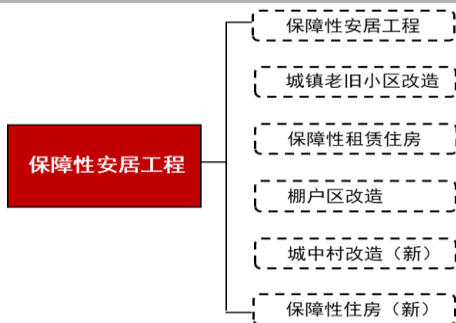 保障性安居工程
保障性安居工程
城镇老旧小区改造
保障性租赁住房
棚户区改造
城中村改造（新）
保障性住房（新）